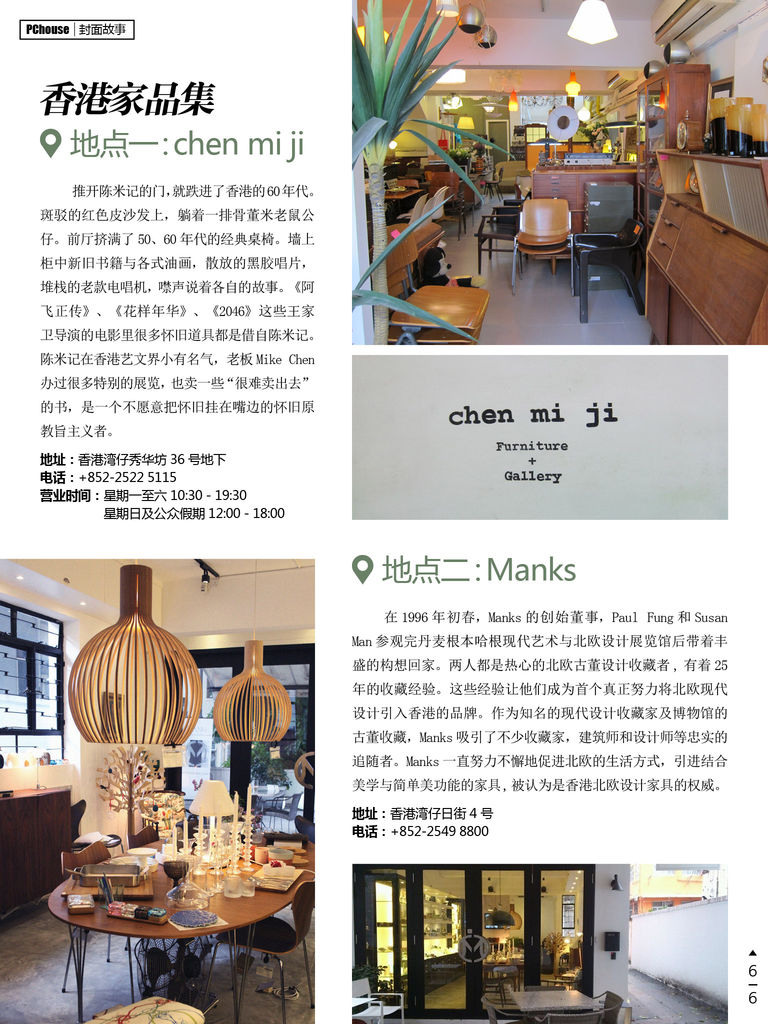 PChouse 封面故事
香港家品集
地点一：chen mi ji
推开陈米记的门，就跌进了香港的60年代。
斑驳的红色皮沙发上，躺着一排骨董米老鼠公
仔。前厅挤满了 50、60 年代的经典桌椅。墙上
柜中新旧书籍与各式油画，散放的黑胶唱片，
堆栈的老款电唱机，噤声说着各自的故事。《阿
飞正传》、《花样年华》、《2046》这些王家
卫导演的电影里很多怀旧道具都是借自陈米记。
陈米记在香港艺文界小有名气，老板 Mike Chen
办过很多特别的展览，也卖一些“很难卖出去”
的书，是一个不愿意把怀旧挂在嘴边的怀旧原
教旨主义者。
地址：香港湾仔秀华坊 36 号地下
电话：+852-2522 5115
营业时间：星期一至六 10:30 - 19:30
星期日及公众假期 12:00 - 18:00
chen mi ji
Furniture
+
Gallery
地点二：Manks
在 1996 年初春，Manks 的创始董事，Paul Fung 和 Susan
Man 参观完丹麦根本哈根现代艺术与北欧设计展览馆后带着丰
盛的构想回家。两人都是热心的北欧古董设计收藏者，有着 25
年的收藏经验。这些经验让他们成为首个真正努力将北欧现代
设计引入香港的品牌。作为知名的现代设计收藏家及博物馆的
古董收藏，Manks 吸引了不少收藏家，建筑师和设计师等忠实的
追随者。Manks 一直努力不懈地促进北欧的生活方式，引进结合
美学与简单美功能的家具，被认为是香港北欧设计家具的权威。
地址：香港湾仔日街 4 号
电话：+852-2549 8800
6
6